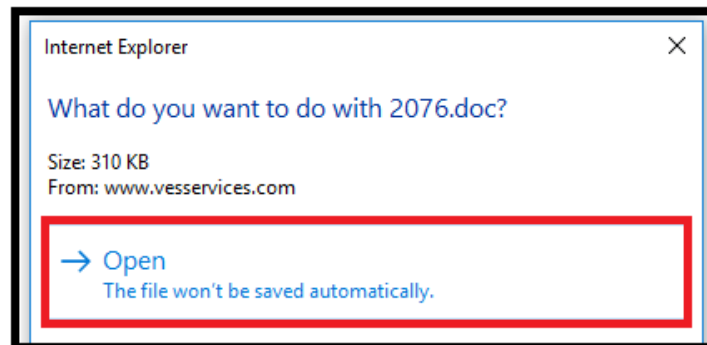 Internet Explorer
What do you want to do with 2076.doc?
Size: 310 KB
From: www.vesservices.com
Open
The file won't be saved automatically.